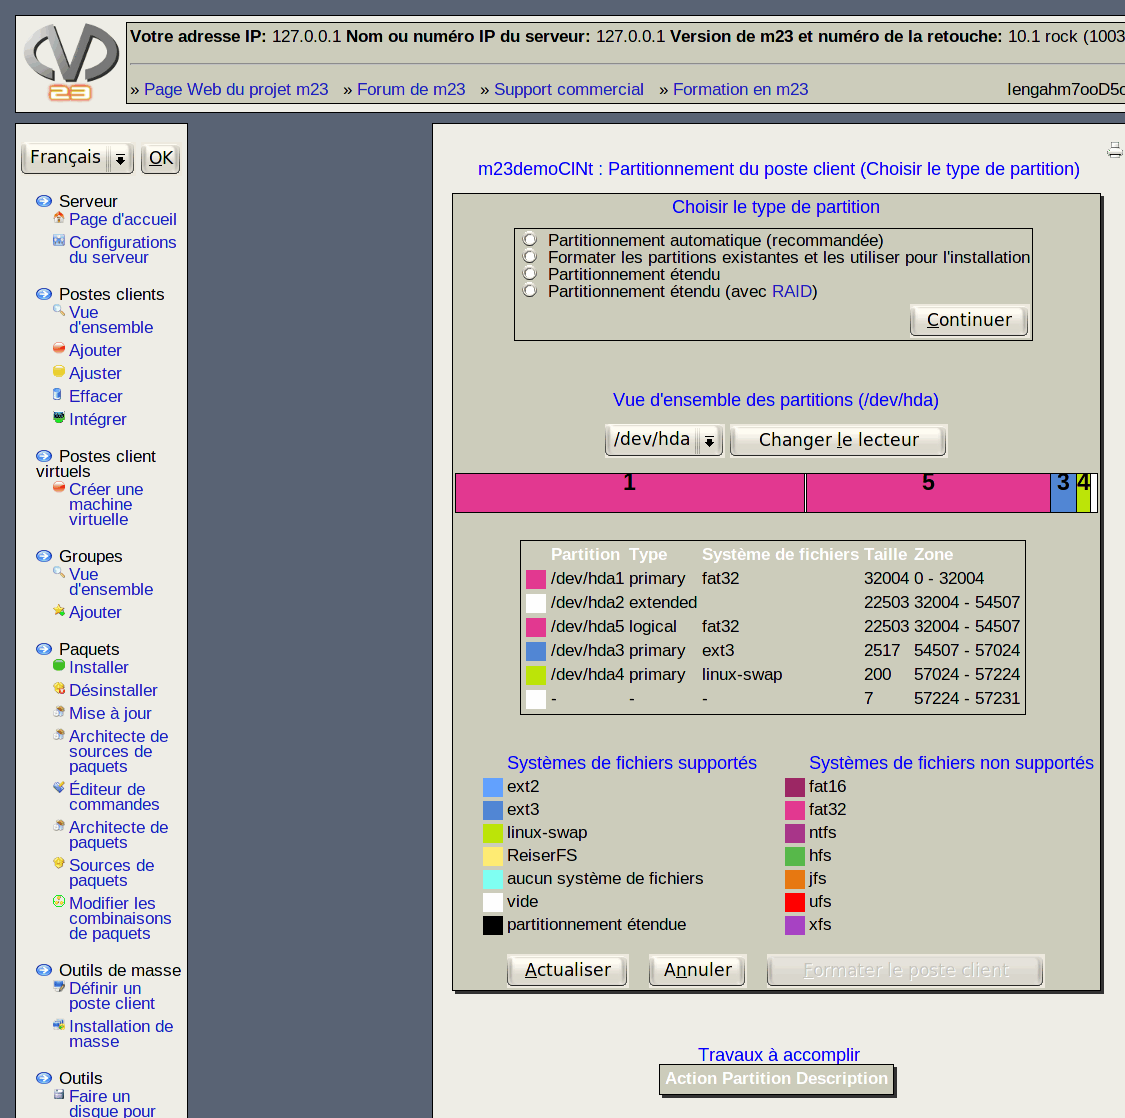 Votre adresse IP: 127.0.0.1 Nom ou numéro IP du serveur: 127.0.0.1 Version de m23 et numéro de la retouche: 10.1 rock (1003
» Page Web du projet m23 » Forum de m23 » Support commercial » Formation en m23
23
Français OK
Serveur
Page d'accueil
Configurations
du serveur
Postes clients
Vue
d'ensemble
Ajouter
Ajuster
Effacer
Intégrer
Postes client
virtuels
Créer une
machine
virtuelle
Groupes
Vue
d'ensemble
Ajouter
Paquets
Installer
Désinstaller
Mise à jour
Architecte de
sources de
paquets
Éditeur de
commandes
Architecte de
paquets
Sources de
paquets
Modifier les
combinaisons
de paquets
Outils de masse
Définir un
poste client
Installation de
masse
Outils
Faire un
disque pour
m23demoClNt : Partitionnement du poste client (Choisir le type de partition)
Choisir le type de partition
Partitionnement automatique (recommandée)
Formater les partitions existantes et les utiliser pour l'installation
Partitionnement étendu
Partitionnement étendu (avec RAID)
Continuer
Vue d'ensemble des partitions (/dev/hda)
/dev/hda Changer le lecteur
1 5 3 4
Partition Type Système de fichiers Taille Zone
/dev/hda1 primary fat32 32004 0 - 32004
/dev/hda2 extended 22503 32004 - 54507
/dev/hda5 logical fat32 22503 32004 - 54507
/dev/hda3 primary ext3 2517 54507 - 57024
/dev/hda4 primary linux-swap 200 57024 - 57224
- - - 7 57224 - 57231
Systèmes de fichiers supportés Systèmes de fichiers non supportés
ext2 fat16
ext3 fat32
linux-swap ntfs
ReiserFS hfs
aucun système de fichiers jfs
vide ufs
partitionnement étendue xfs
Actualiser Annuler Formater le poste client
Travaux à accomplir
Action Partition Description